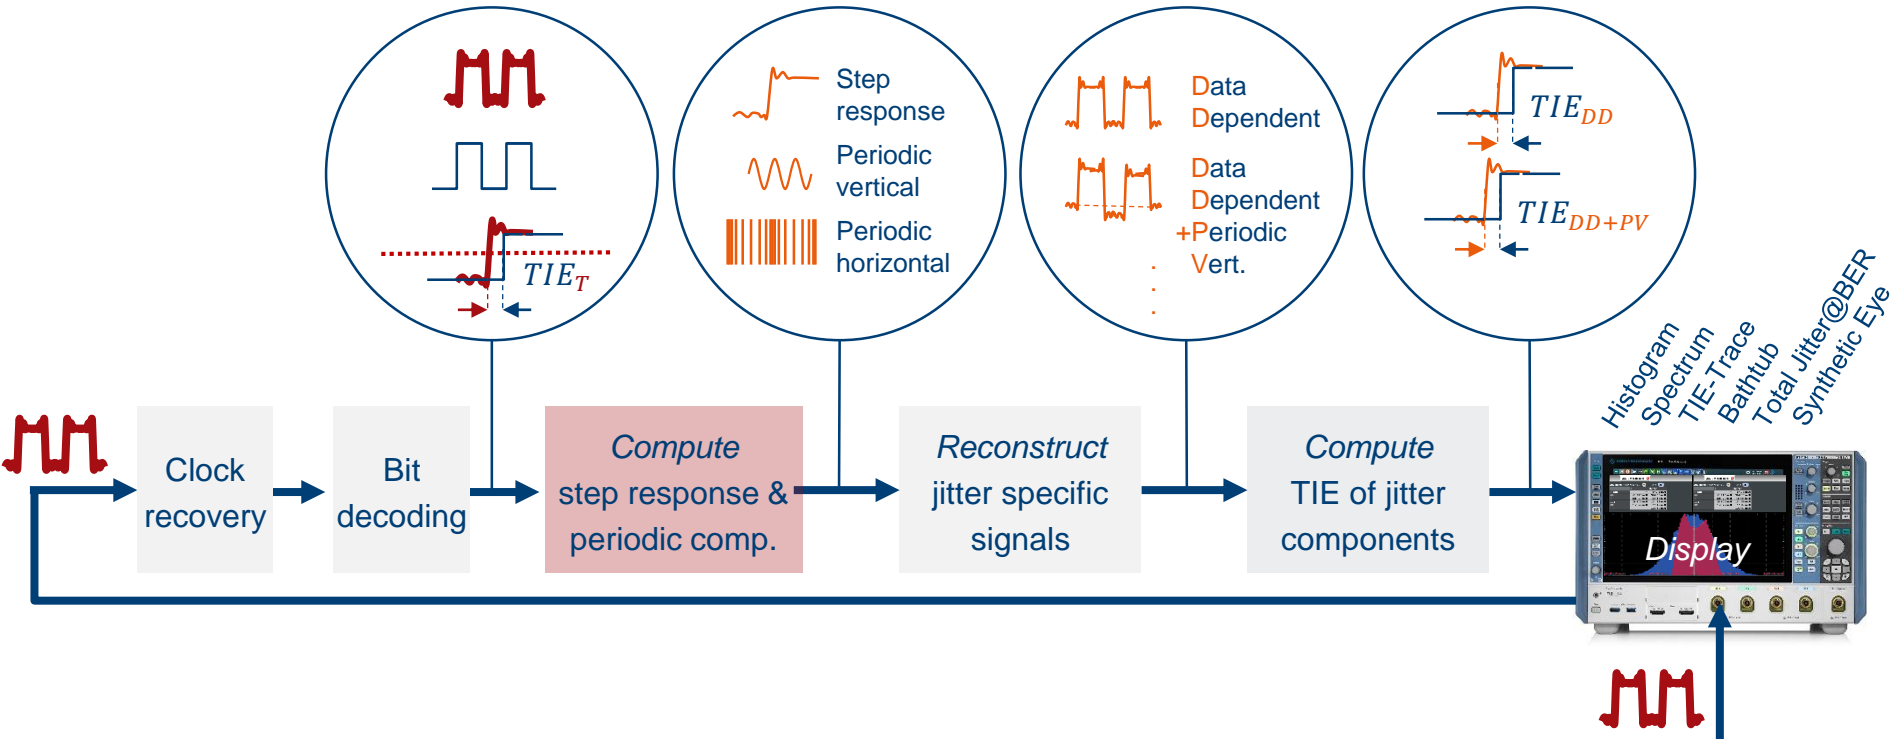 Step
response
Periodic
vertical
Periodic
horizontal
Data
Dependent
Data
Dependent
+Periodic
Vert.
.
.
.
TIE_T
TIE_DD
TIE_DD+PV
Histogram
Spectrum
TIE-Trace
Bathtub
Total Jitter@BER
Synthetic Eye
Clock
recovery
Bit
decoding
Compute
step response &
periodic comp.
Reconstruct
jitter specific
signals
Compute
TIE of jitter
components
Display